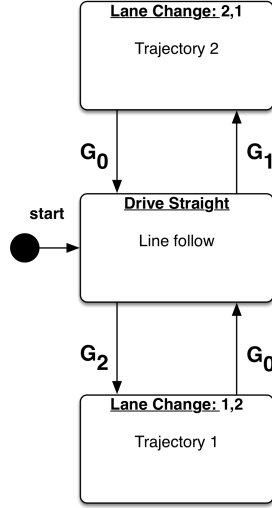 Lane Change: 2,1
Trajectory 2
G0
G1
start
Drive Straight
Line follow
G2
G0
Lane Change: 1,2
Trajectory 1